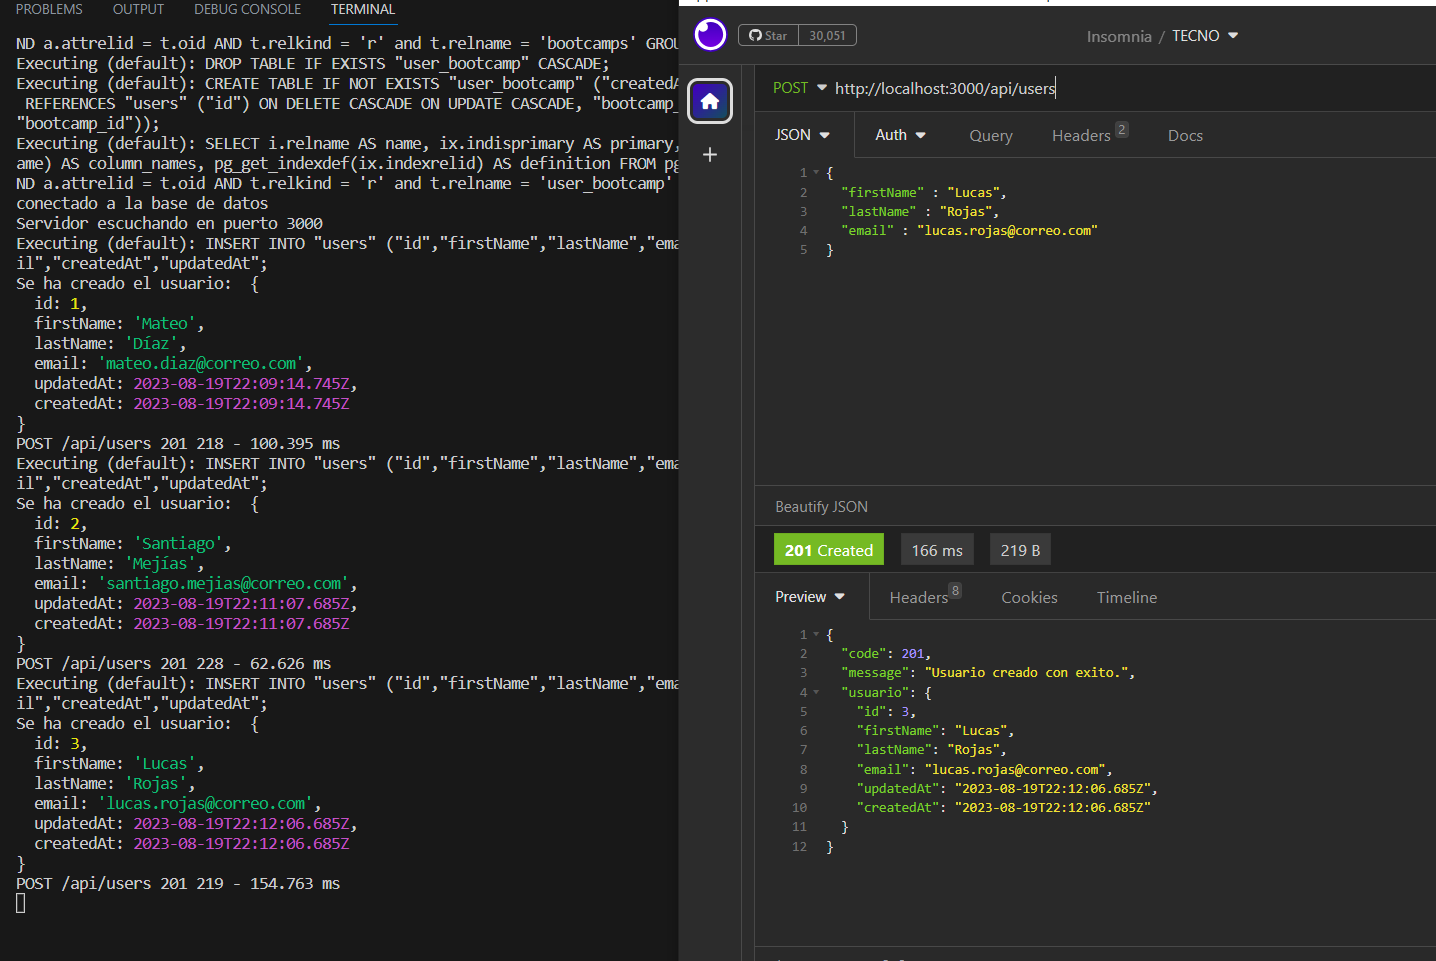 PROBLEMS OUTPUT DEBUG CONSOLE TERMINAL
ND a.attrelid = t.oid AND t.relkind = 'r' and t.relname = 'bootcamps' GROU
Executing (default): DROP TABLE IF EXISTS "user_bootcamp" CASCADE;
Executing (default): CREATE TABLE IF NOT EXISTS "user_bootcamp" ("createdA
REFERENCES "users" ("id") ON DELETE CASCADE ON UPDATE CASCADE, "bootcamp_
"bootcamp_id"));
Executing (default): SELECT i.relname AS name, ix.indisprimary AS primary,
ame) AS column_names, pg_get_indexdef(ix.indexrelid) AS definition FROM pg
ND a.attrelid = t.oid AND t.relkind = 'r' and t.relname = 'user_bootcamp'
conectado a la base de datos
Servidor escuchando en puerto 3000
Executing (default): INSERT INTO "users" ("id","firstName","lastName","ema
il","createdAt","updatedAt";
Se ha creado el usuario:  {
  id: 1,
  firstName: 'Mateo',
  lastName: 'Díaz',
  email: 'mateo.diaz@correo.com',
  updatedAt: 2023-08-19T22:09:14.745Z,
  createdAt: 2023-08-19T22:09:14.745Z
}
POST /api/users 201 218 - 100.395 ms
Executing (default): INSERT INTO "users" ("id","firstName","lastName","ema
il","createdAt","updatedAt";
Se ha creado el usuario:  {
  id: 2,
  firstName: 'Santiago',
  lastName: 'Mejías',
  email: 'santiago.mejias@correo.com',
  updatedAt: 2023-08-19T22:11:07.685Z,
  createdAt: 2023-08-19T22:11:07.685Z
}
POST /api/users 201 228 - 62.626 ms
Executing (default): INSERT INTO "users" ("id","firstName","lastName","ema
il","createdAt","updatedAt";
Se ha creado el usuario:  {
  id: 3,
  firstName: 'Lucas',
  lastName: 'Rojas',
  email: 'lucas.rojas@correo.com',
  updatedAt: 2023-08-19T22:12:06.685Z,
  createdAt: 2023-08-19T22:12:06.685Z
}
POST /api/users 201 219 - 154.763 ms
Star 30,051 Insomnia / TECNO
POST http://localhost:3000/api/users
JSON Auth Query Headers 2 Docs
1 {
2 "firstName" : "Lucas",
3 "lastName" : "Rojas",
4 "email" : "lucas.rojas@correo.com"
5 }
Beautify JSON
201 Created 166 ms 219 B
Preview Headers 8 Cookies Timeline
1 {
2 "code": 201,
3 "message": "Usuario creado con exito.",
4 "usuario": {
5 "id": 3,
6 "firstName": "Lucas",
7 "lastName": "Rojas",
8 "email": "lucas.rojas@correo.com",
9 "updatedAt": "2023-08-19T22:12:06.685Z",
10 "createdAt": "2023-08-19T22:12:06.685Z"
11 }
12 }